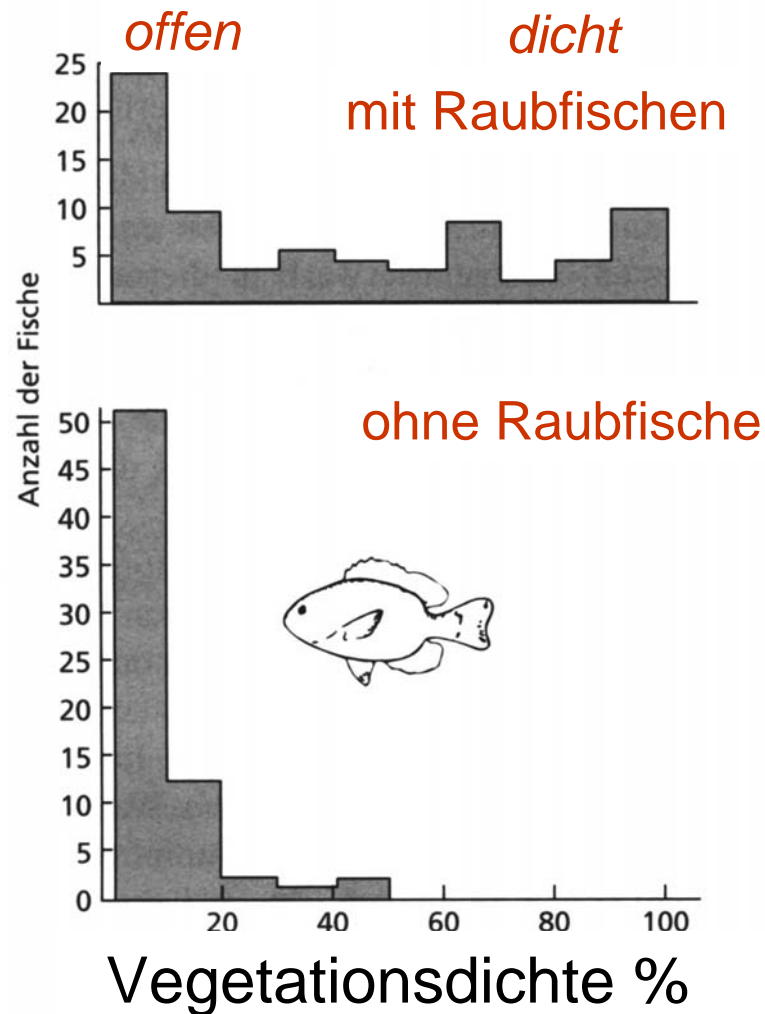 offen dicht
mit Raubfischen
25
20
15
10
5
Anzahl der Fische
ohne Raubfische
50
45
40
35
30
25
20
15
10
5
0
20 40 60 80 100
Vegetationsdichte %